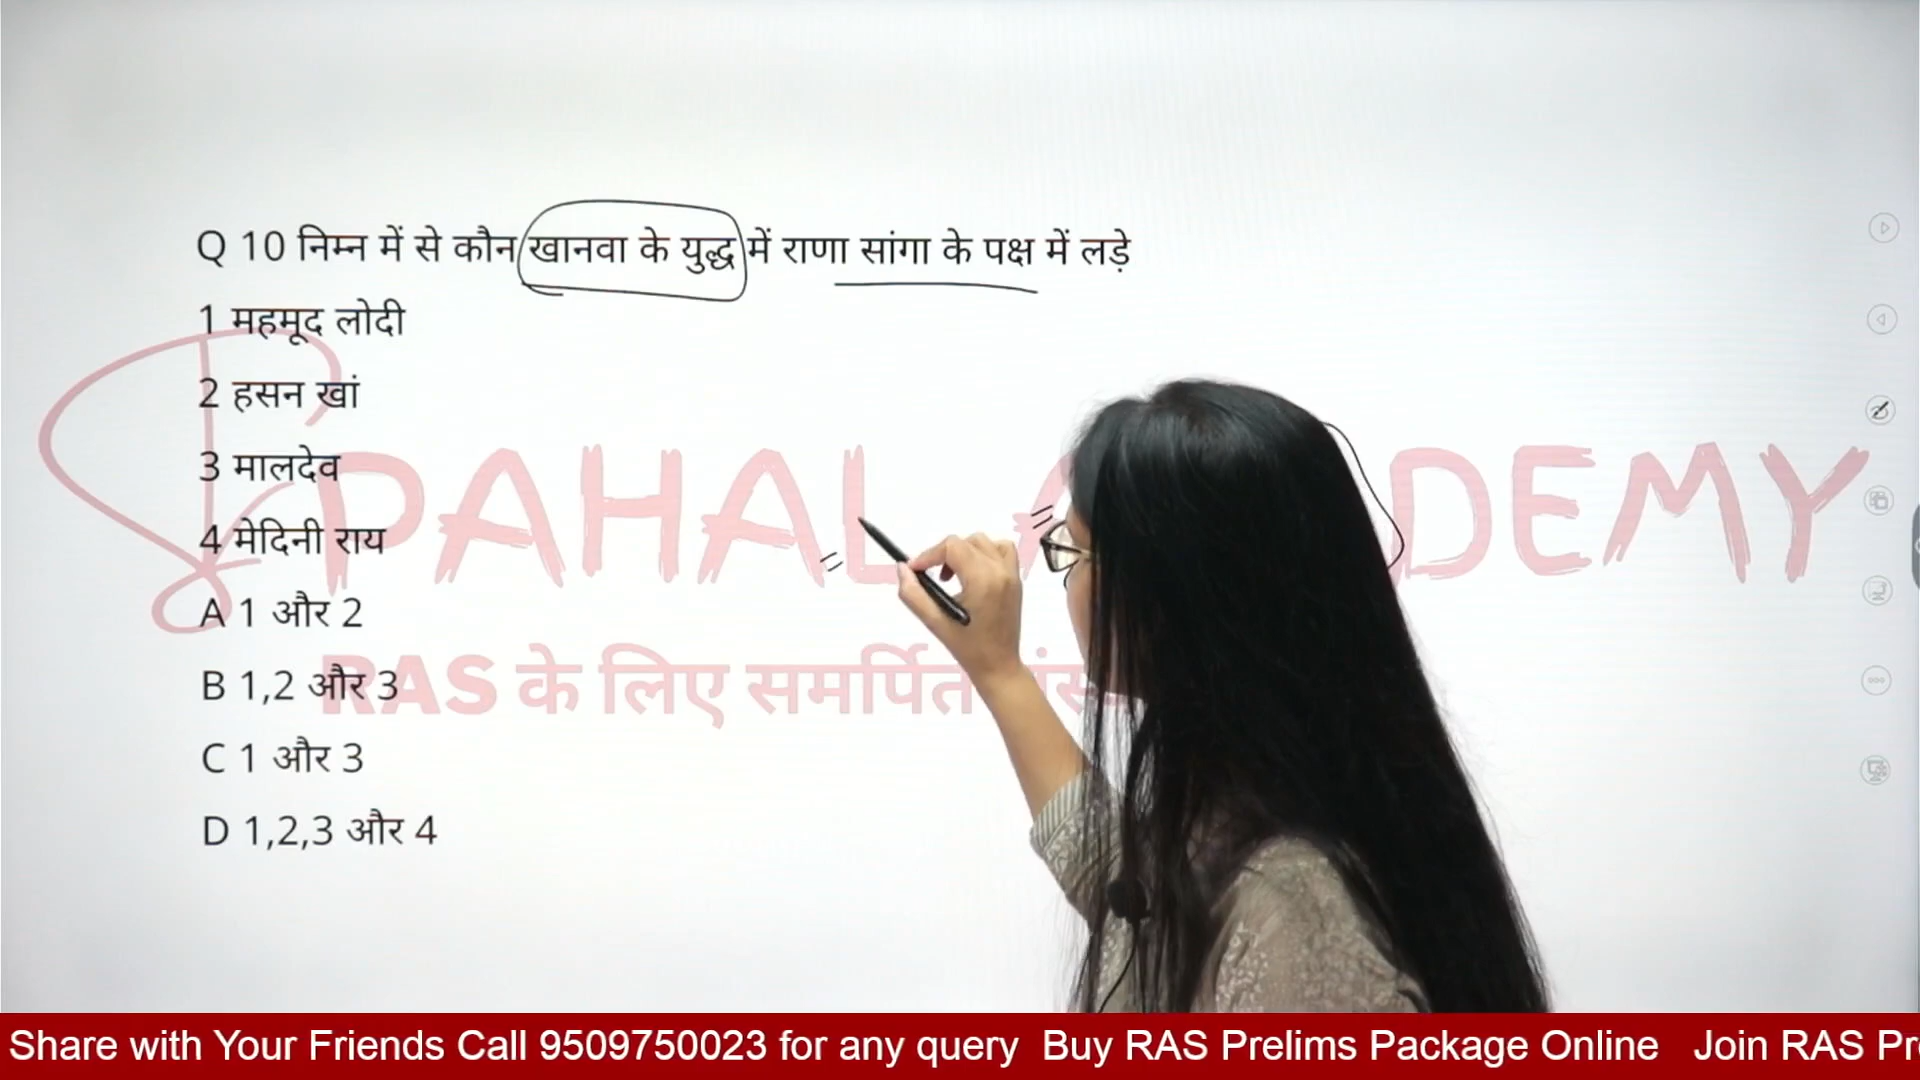 Q 10 निम्न में से कौन खानवा के युद्ध में राणा सांगा के पक्ष में लड़े
1 महमूद लोदी
2 हसन खां
3 मालदेव
4 मेदिनी राय
A 1 और 2
B 1,2 और 3
C 1 और 3
D 1,2,3 और 4
PAHAL DEMY
RAS के लिए समर्पित
Share with Your Friends Call 9509750023 for any query Buy RAS Prelims Package Online Join RAS